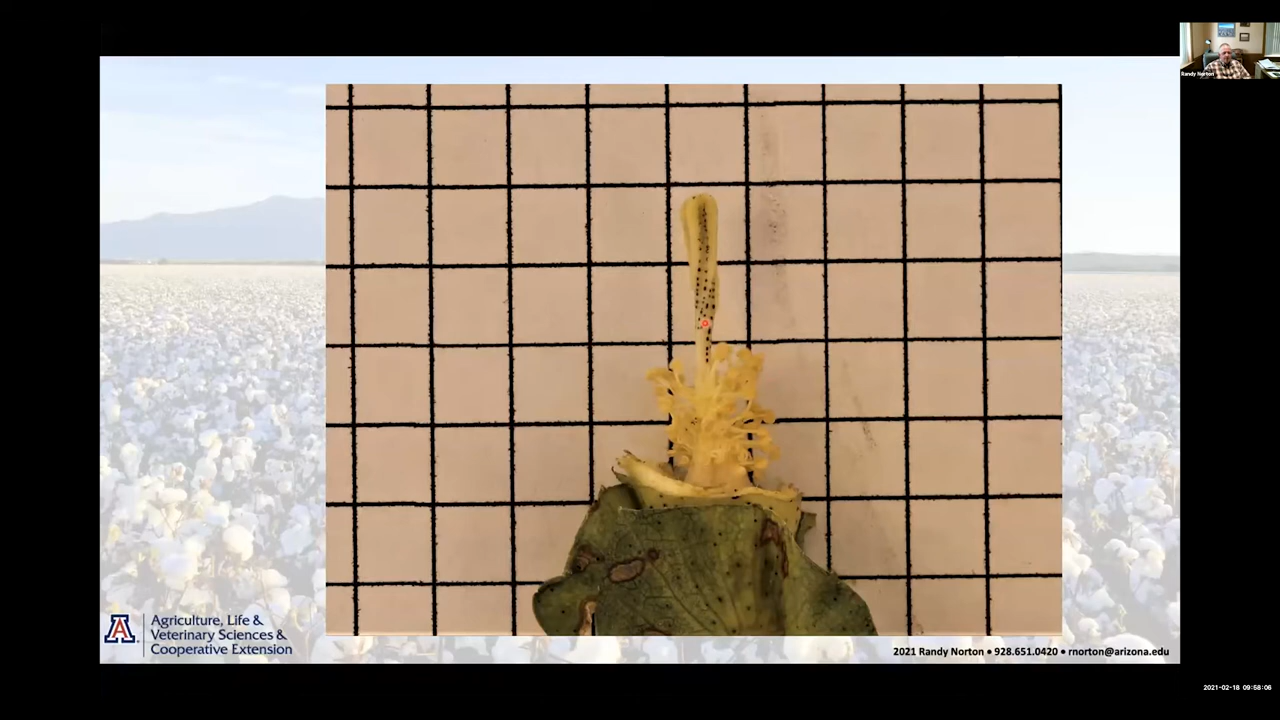 Randy Norton
A
Agriculture, Life &
Veterinary Sciences &
Cooperative Extension
2021 Randy Norton ● 928.651.0420 ● rnorton@arizona.edu
2021-02-18 09:58:06